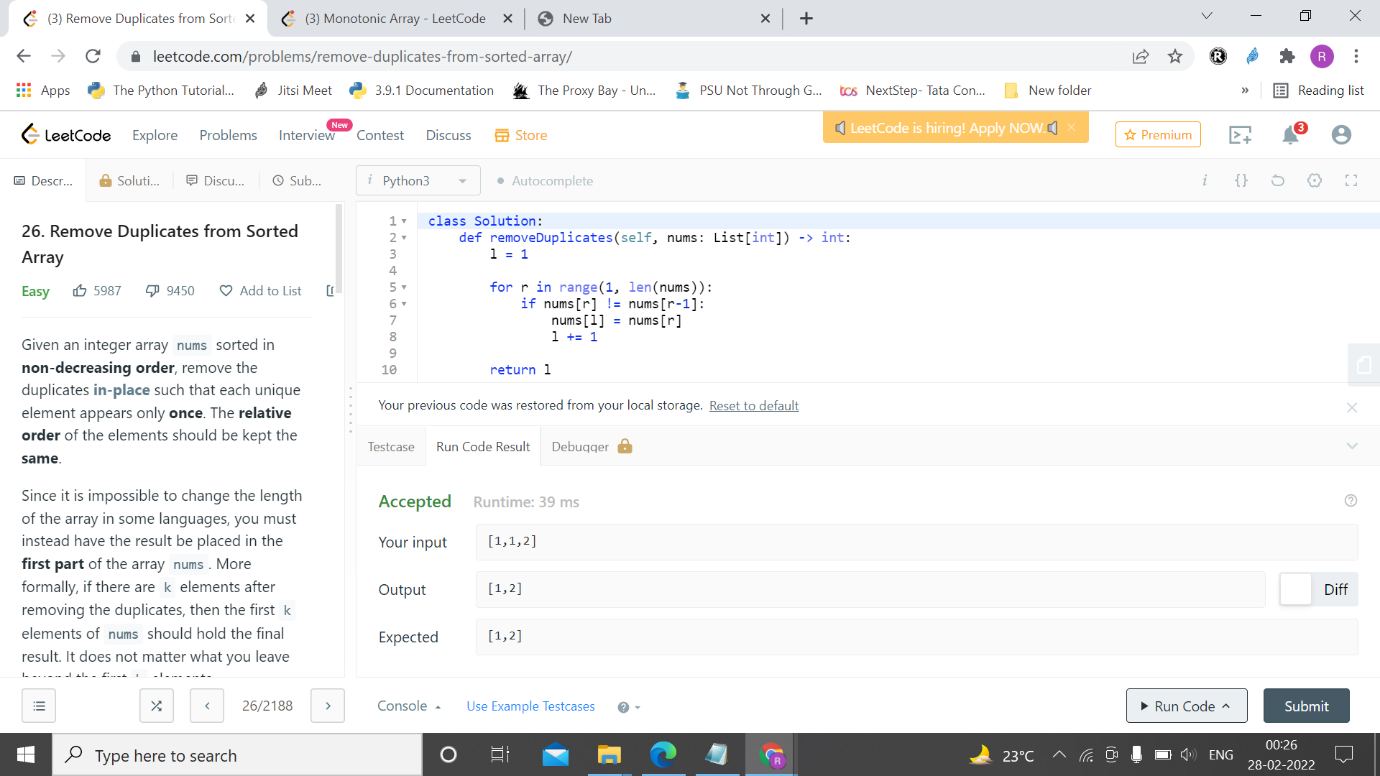 (3) Remove Duplicates from Sort
(3) Monotonic Array - LeetCode
New Tab
leetcode.com/problems/remove-duplicates-from-sorted-array/
R
Apps
The Python Tutorial...
Jitsi Meet
3.9.1 Documentation
The Proxy Bay - Un...
PSU Not Through G...
tcs NextStep- Tata Con...
New folder
»
Reading list
LeetCode
Explore
Problems
Interview
New
Contest
Discuss
Store
LeetCode is hiring! Apply NOW.
Premium
3
Descr...
Soluti...
Discu...
Sub...
i Python3
Autocomplete
i
{}
26. Remove Duplicates from Sorted
Array
Easy
5987
9450
Add to List
Given an integer array nums sorted in
non-decreasing order, remove the
duplicates in-place such that each unique
element appears only once. The relative
order of the elements should be kept the
same.
Since it is impossible to change the length
of the array in some languages, you must
instead have the result be placed in the
first part of the array nums . More
formally, if there are k elements after
removing the duplicates, then the first k
elements of nums should hold the final
result. It does not matter what you leave
beyond the first k elements.
1 class Solution:
2 def removeDuplicates(self, nums: List[int]) -> int:
3 l = 1
4
5 for r in range(1, len(nums)):
6 if nums[r] != nums[r-1]:
7 nums[l] = nums[r]
8 l += 1
9
10 return l
Your previous code was restored from your local storage. Reset to default
Testcase
Run Code Result
Debugger
Accepted
Runtime: 39 ms
Your input
[1,1,2]
Output
[1,2]
Diff
Expected
[1,2]
26/2188
Console
Use Example Testcases
Run Code
Submit
Type here to search
R
23°C
ENG
00:26
28-02-2022